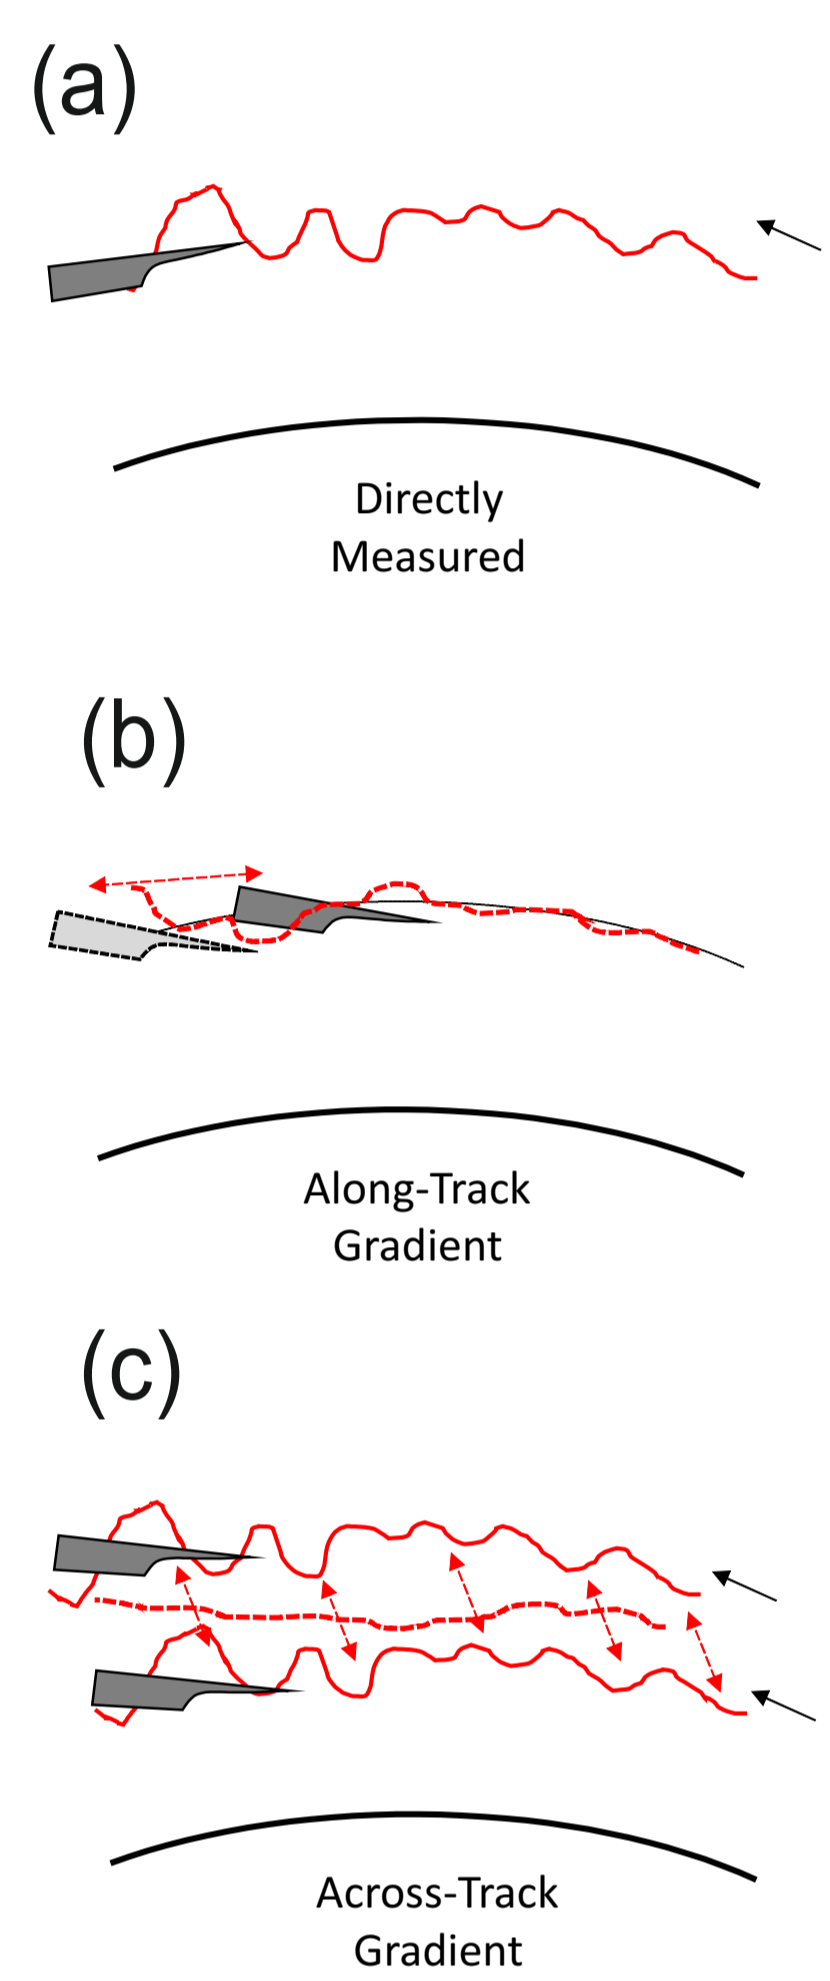 (a)
Directly
Measured
(b)
Along-Track
Gradient
(c)
Across-Track
Gradient